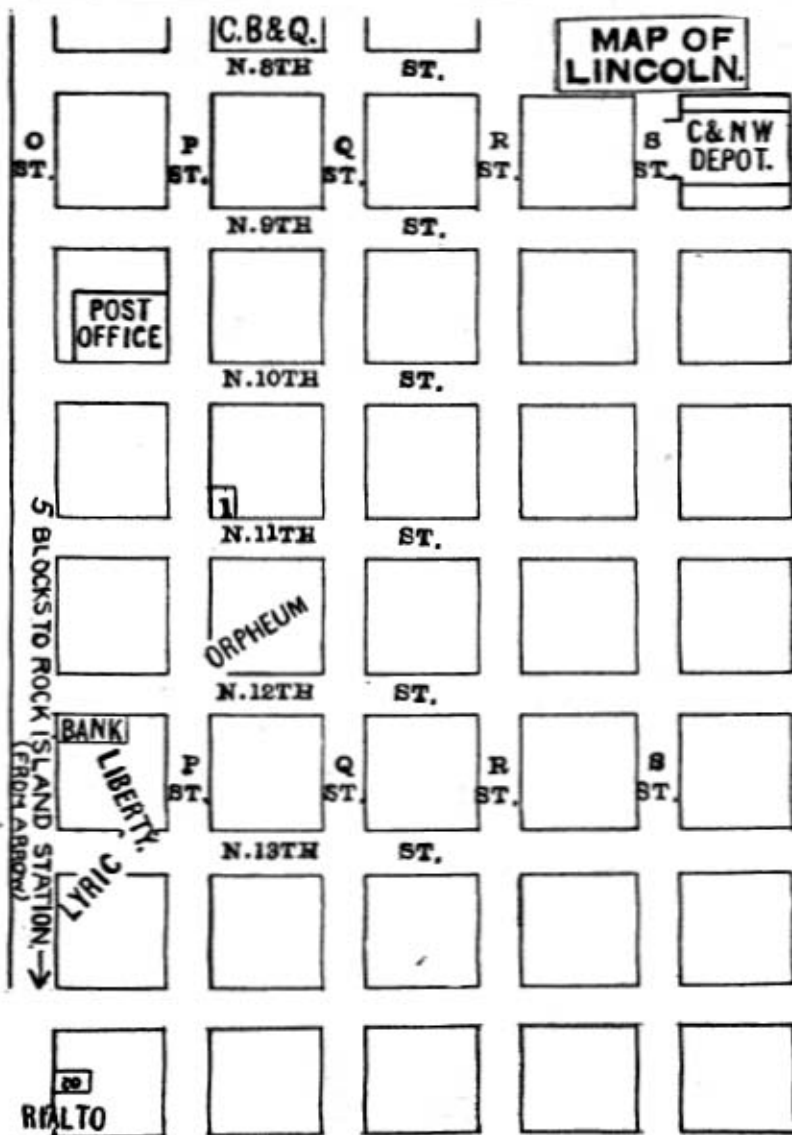 C.B&Q.
MAP OF
LINCOLN.
N.8TH ST.
O
ST.
P
ST.
Q
ST.
R
ST.
S
ST.
C&NW
DEPOT.
N.9TH ST.
POST
OFFICE
N.10TH ST.
1
N.11TH ST.
5 BLOCKS TO ROCK ISLAND STATION.
(FROM ARROW)
ORPHEUM
N.12TH ST.
BANK
LIBERTY.
P
ST.
Q
ST.
R
ST.
S
ST.
N.13TH ST.
LYRIC
RIALTO